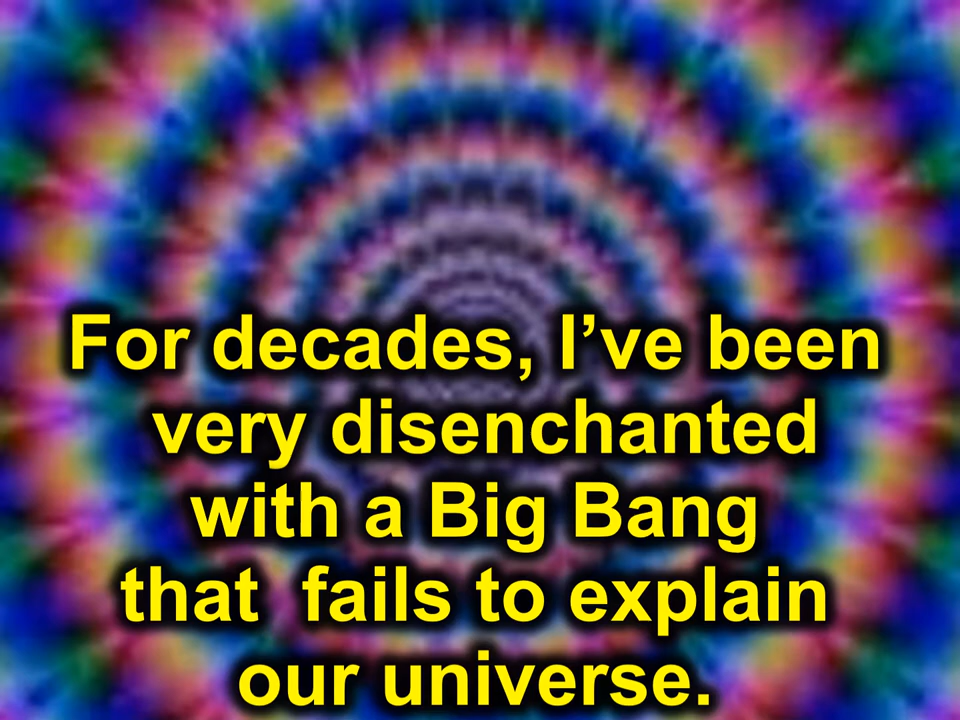 For decades, I’ve been
very disenchanted
with a Big Bang
that  fails to explain
our universe.